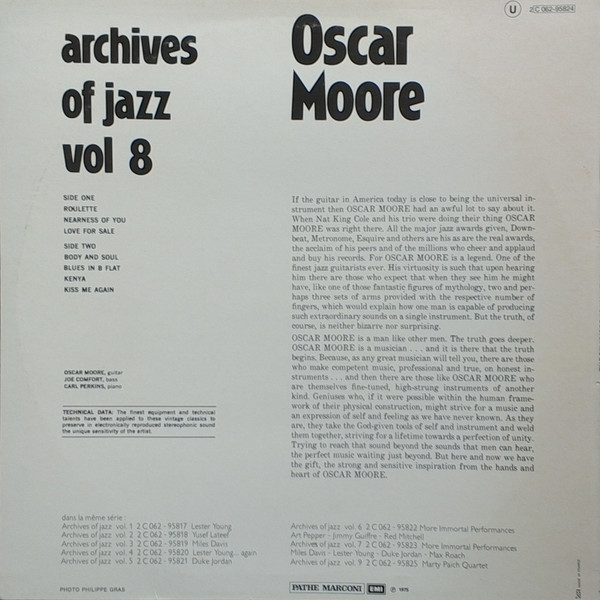 U 2 C 062-95824
archives
of jazz
vol 8
Oscar
Moore
SIDE ONE
ROULETTE
NEARNESS OF YOU
LOVE FOR SALE
SIDE TWO
BODY AND SOUL
BLUES IN B FLAT
KENYA
KISS ME AGAIN
OSCAR MOORE, guitar
JOE COMFORT, bass
CARL PERKINS, piano
TECHNICAL DATA: The finest equipment and technical
talents have been applied to these vintage classics to
preserve in electronically reproduced stereophonic sound
the unique sensitivity of the artist.
If the guitar in America today is close to being the universal in-
strument then OSCAR MOORE had an awful lot to say about it.
When Nat King Cole and his trio were doing their thing OSCAR
MOORE was right there. All the major jazz awards given, Down-
beat, Metronome, Esquire and others are his as are the real awards,
the acclaim of his peers and of the millions who cheer and applaud
and buy his records. For OSCAR MOORE is a legend. One of the
finest jazz guitarists ever. His virtuosity is such that upon hearing
him there are those who expect that when they see him he might
have, like one of those fantastic figures of mythology, two and per-
haps three sets of arms provided with the respective number of
fingers, which would explain how one man is capable of producing
such extraordinary sounds on a single instrument. But the truth, of
course, is neither bizarre nor surprising.
OSCAR MOORE is a man like other men. The truth goes deeper.
OSCAR MOORE is a musician . . . and it is there that the truth
begins. Because, as any great musician will tell you, there are those
who make competent music, professional and true, on honest in-
struments . . . and then there are those like OSCAR MOORE who
are themselves fine-tuned, high-strung instruments of another
kind. Geniuses who, if it were possible within the human frame-
work of their physical construction, might strive for a music and
an expression of self and feeling as we have never known. As they
are, they take the God-given tools of self and instrument and weld
them together, striving for a lifetime towards a perfection of unity.
Trying to reach that sound beyond the sounds that men can hear,
the perfect music waiting just beyond. But here and now we have
the gift, the strong and sensitive inspiration from the hands and
heart of OSCAR MOORE.
dans la même série :
Archives of jazz vol. 1 2 C 062 - 95817 Lester Young
Archives of jazz vol. 2 2 C 062 - 95818 Yusef Lateef
Archives of jazz vol. 3 2 C 062 - 95819 Miles Davis
Archives of jazz vol. 4 2 C 062 - 95820 Lester Young... again
Archives of jazz vol. 5 2 C 062 - 95821 Duke Jordan
Archives of jazz vol. 6 2 C 062 - 95822 More Immortal Performances
Art Pepper - Jimmy Guiffre - Red Mitchell
Archives of jazz vol. 7 2 C 062 - 95823 More Immortal Performances
Miles Davis - Lester Young - Duke Jordan - Max Roach
Archives of jazz vol. 9 2 C 062 - 95825 Marty Paich Quartet
PHOTO PHILIPPE GRAS
PATHE MARCONI EMI ℗ 1975